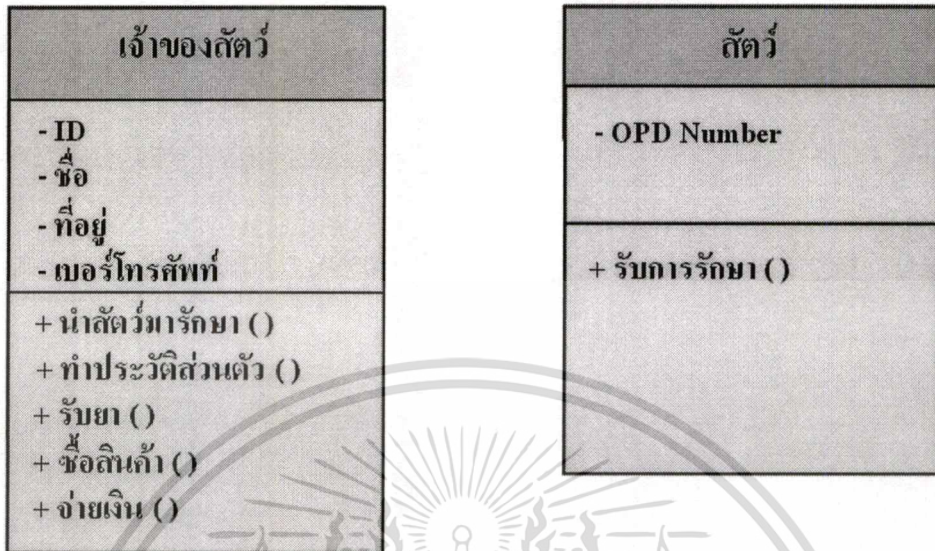 เจ้าของสัตว์
- ID
- ชื่อ
- ที่อยู่
- เบอร์โทรศัพท์
+ นำสัตว์มารักษา ( )
+ ทำประวัติส่วนตัว ( )
+ รับยา ( )
+ ซื้อสินค้า ( )
+ จ่ายเงิน ( )
สัตว์
- OPD Number
+ รับการรักษา ( )